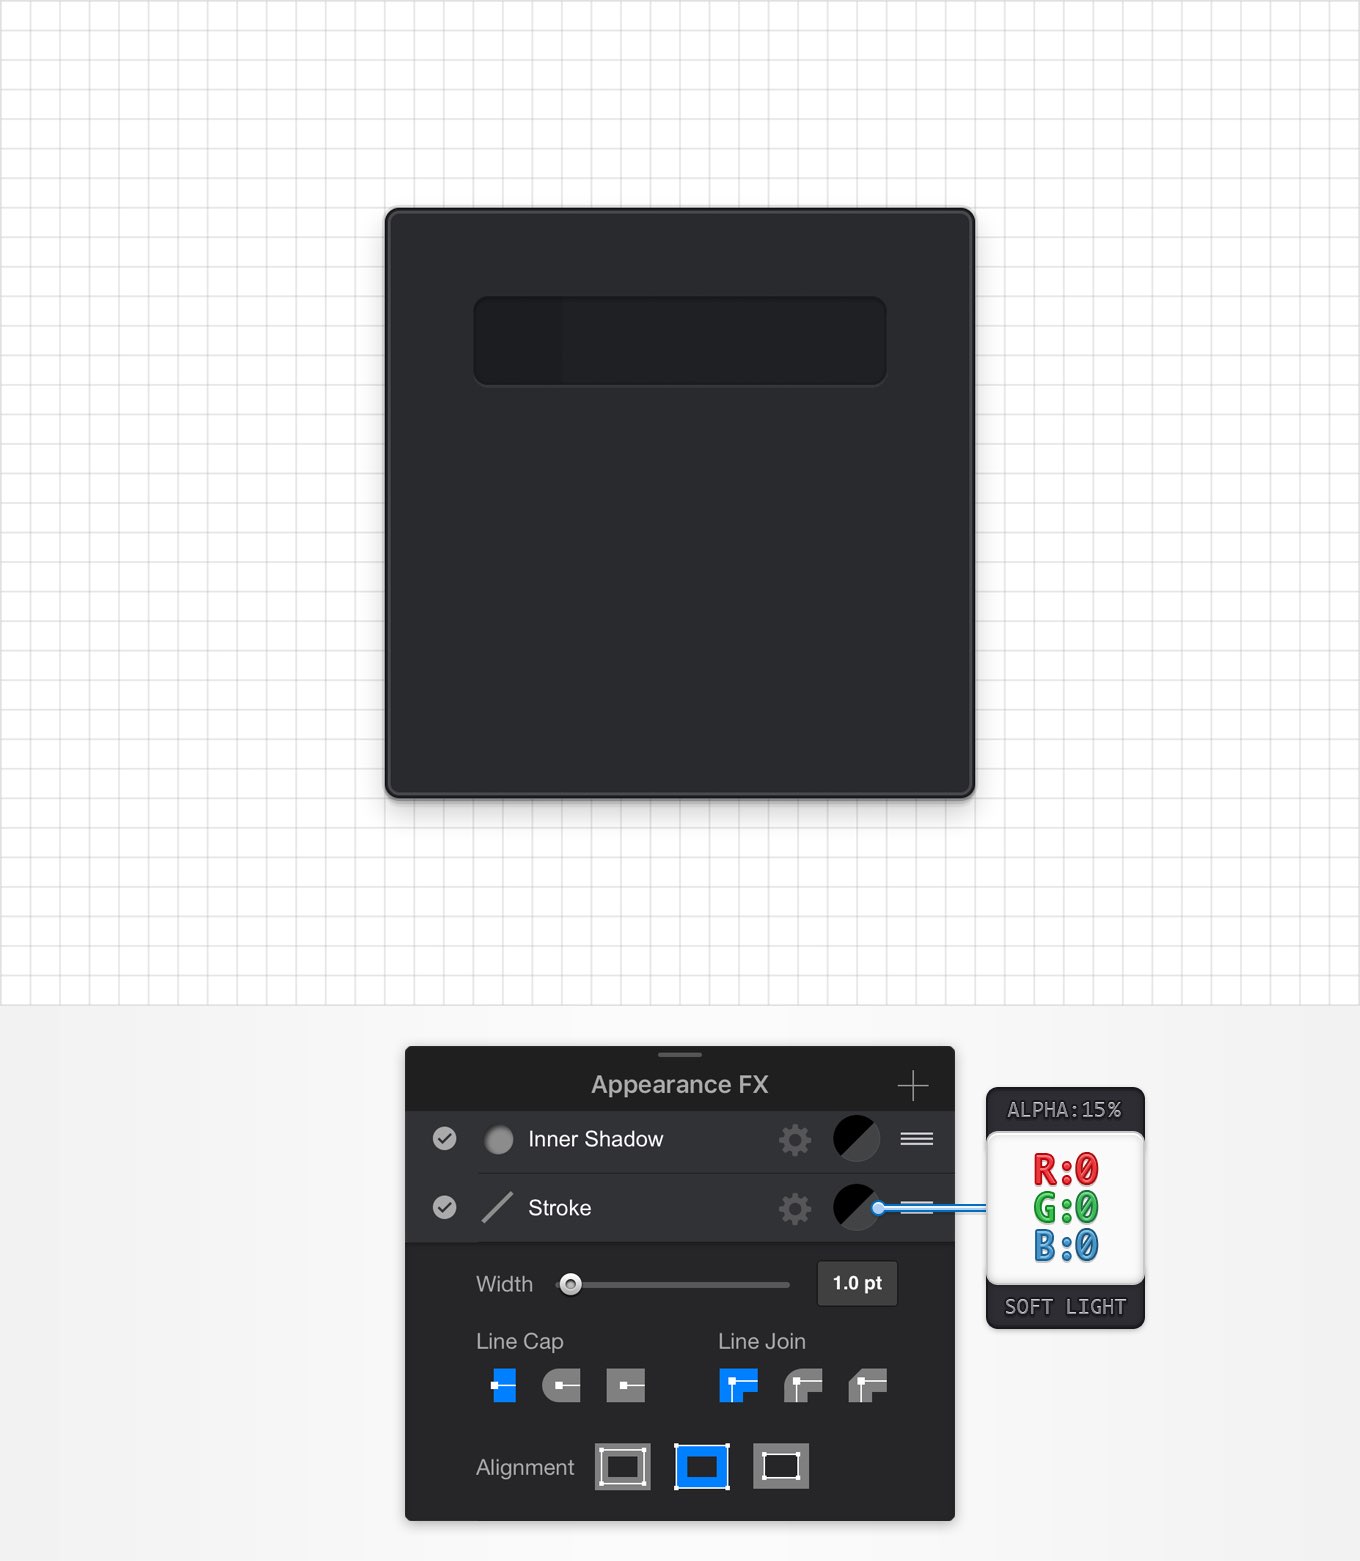 Appearance FX
ALPHA:15%
Inner Shadow
R:0
Stroke
G:0
B:0
Width
1.0 pt
SOFT LIGHT
Line Cap
Line Join
Alignment